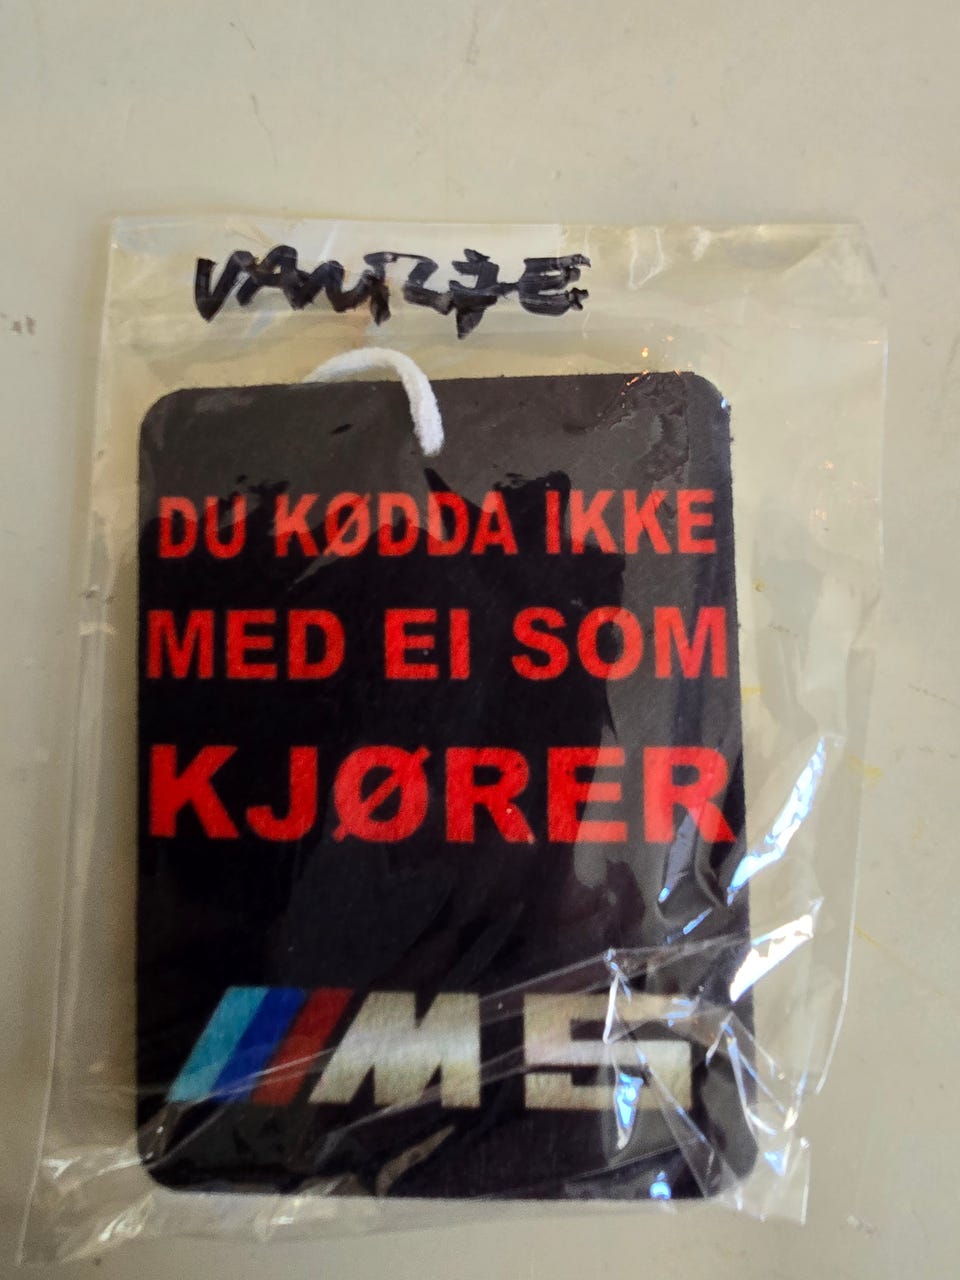 VANILJE
DU KØDDA IKKE
MED EI SOM
KJØRER
M5